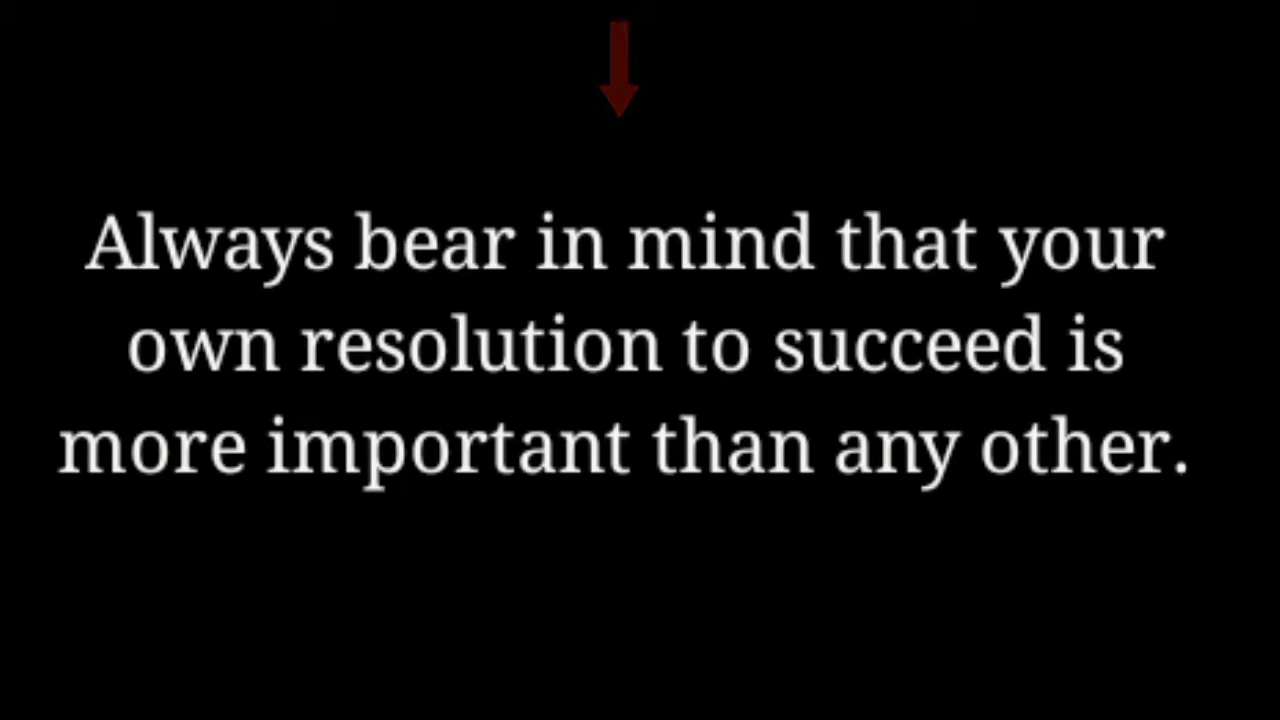 Always bear in mind that your
own resolution to succeed is
more important than any other.